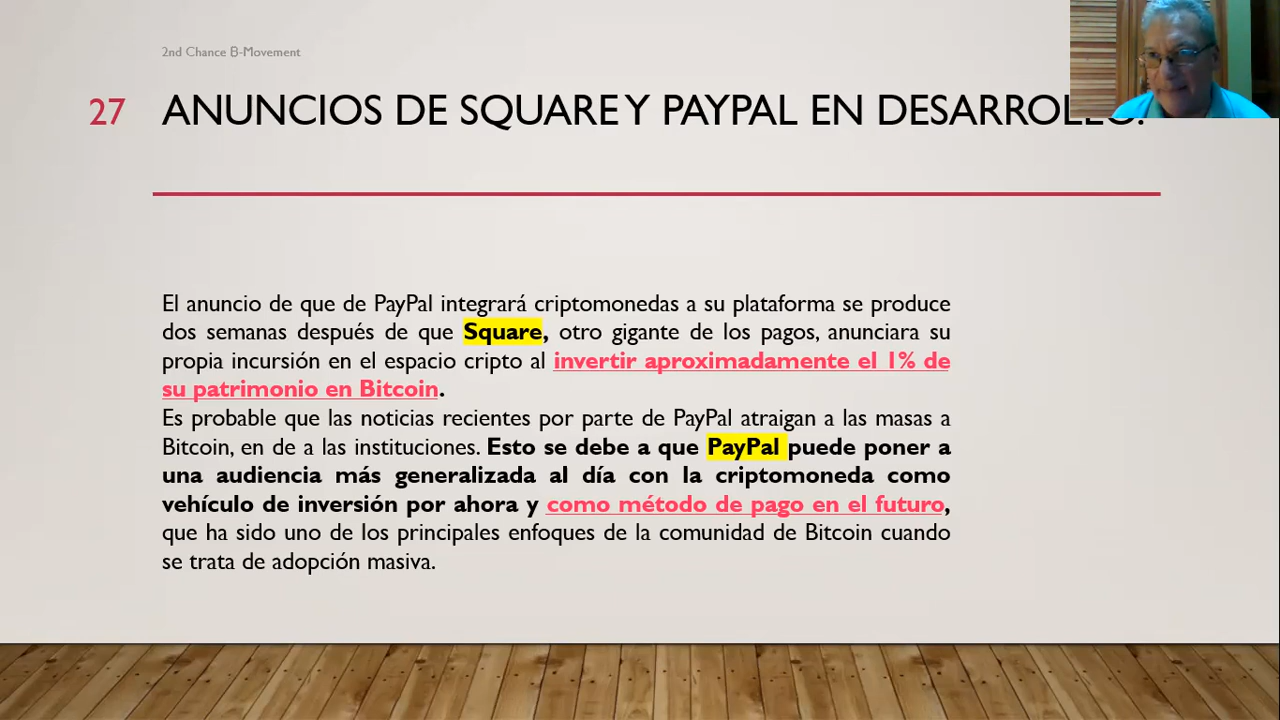 2nd Chance B-Movement
27 ANUNCIOS DE SQUARE Y PAYPAL EN DESARROLLO.
El anuncio de que de PayPal integrará criptomonedas a su plataforma se produce
dos semanas después de que Square, otro gigante de los pagos, anunciara su
propia incursión en el espacio cripto al invertir aproximadamente el 1% de
su patrimonio en Bitcoin.
Es probable que las noticias recientes por parte de PayPal atraigan a las masas a
Bitcoin, en de a las instituciones. Esto se debe a que PayPal puede poner a
una audiencia más generalizada al día con la criptomoneda como
vehículo de inversión por ahora y como método de pago en el futuro,
que ha sido uno de los principales enfoques de la comunidad de Bitcoin cuando
se trata de adopción masiva.